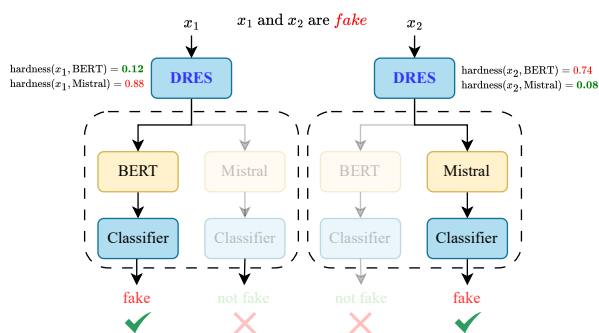 x₁ x₁ and x₂ are fake x₂
hardness(x₁, BERT) = 0.12
hardness(x₁, Mistral) = 0.88
DRES
DRES
hardness(x₂, BERT) = 0.74
hardness(x₂, Mistral) = 0.08
BERT Mistral BERT Mistral
Classifier Classifier Classifier Classifier
fake not fake not fake fake